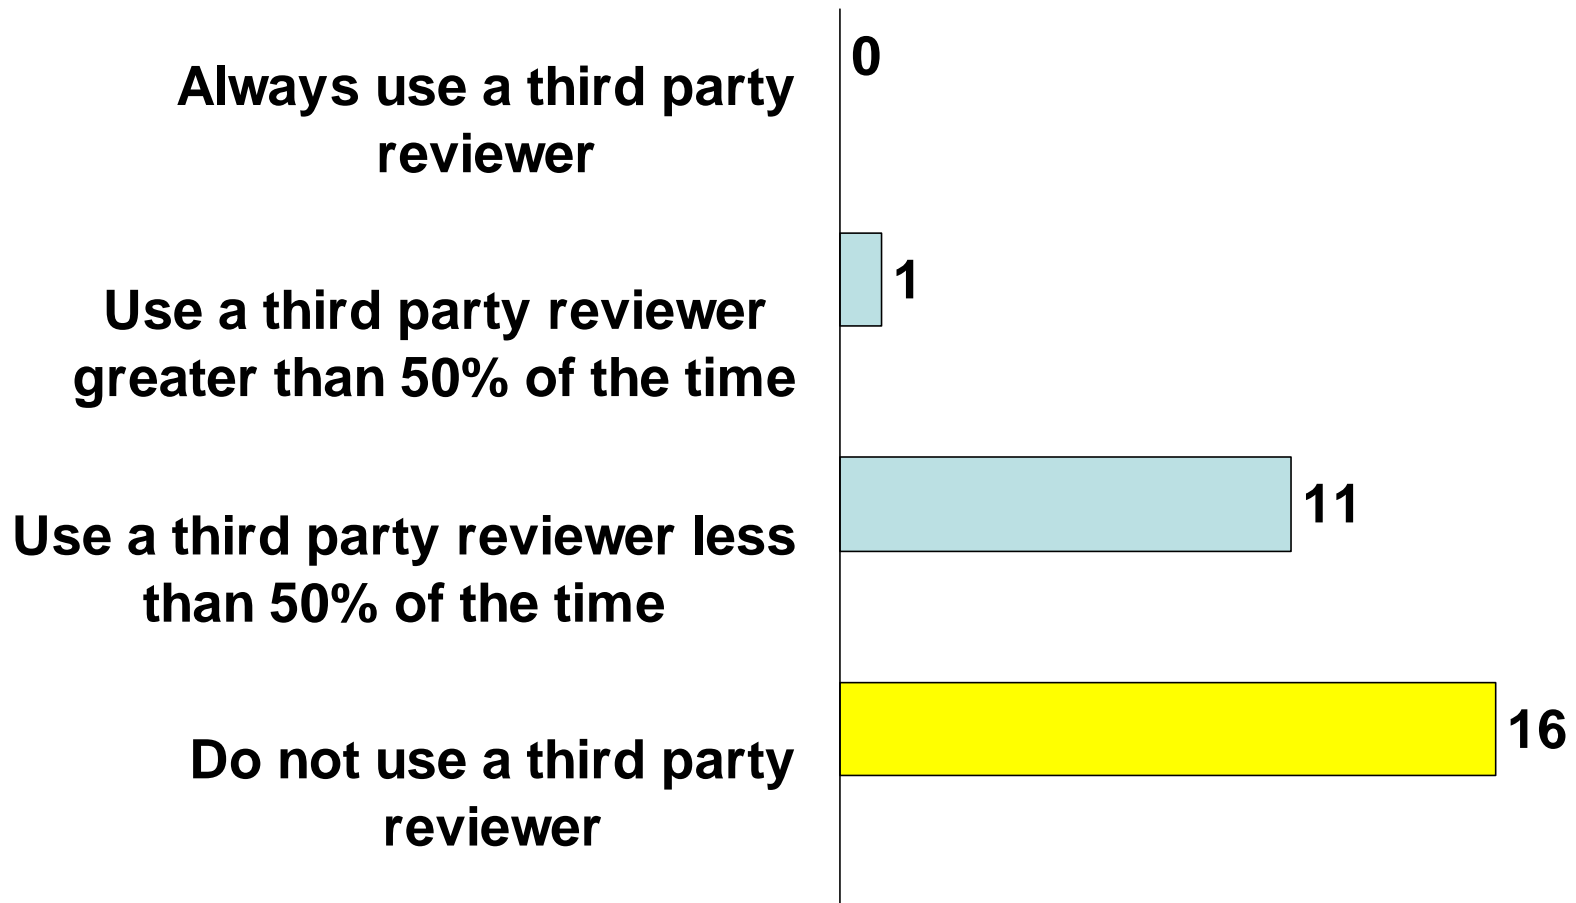 Always use a third party
reviewer
0
Use a third party reviewer
greater than 50% of the time
1
Use a third party reviewer less
than 50% of the time
11
Do not use a third party
reviewer
16